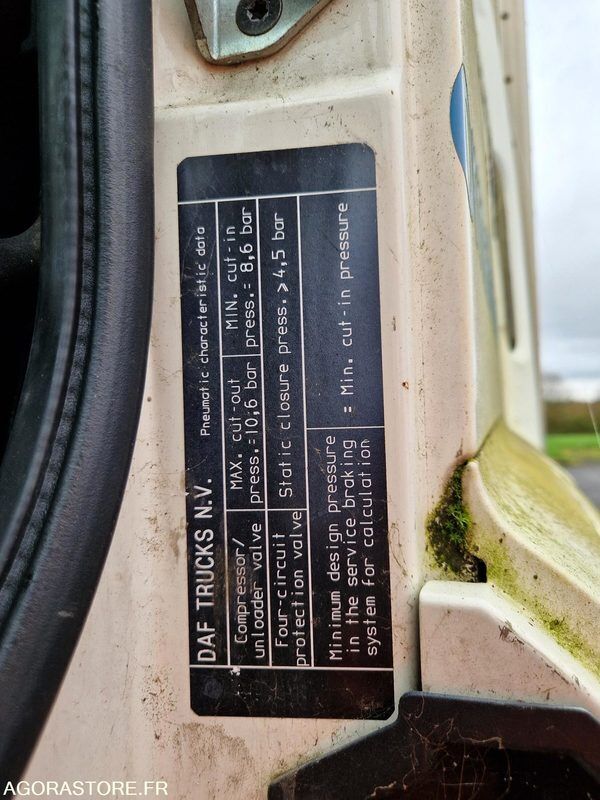 DAF TRUCKS N.V. Pneumatic characteristic data
Compressor/
unloader valve
MAX. cut-out
press.=10,6 bar
MIN. cut-in
press.= 8,6 bar
Four-circuit
protection valve
Static closure press. > 4,5 bar
Minimum design pressure
in the service braking
system for calculation
= Min. cut-in pressure
AGORASTORE.FR